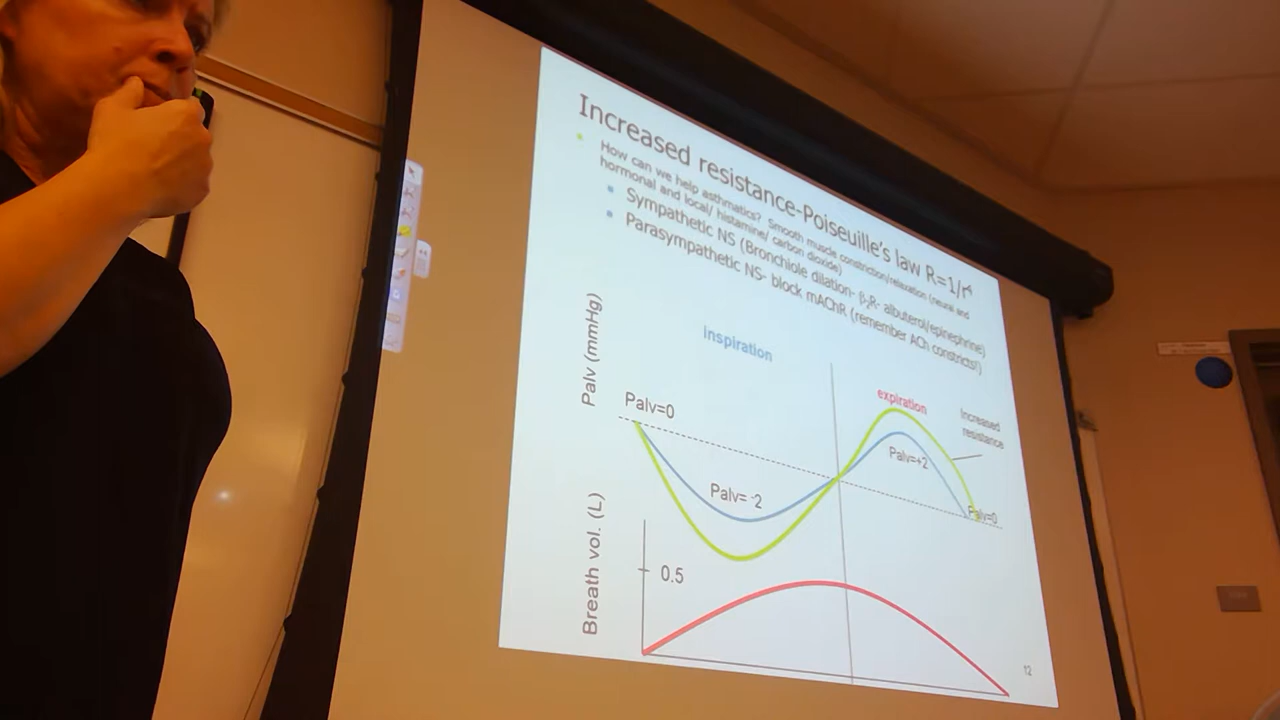 Increased resistance-Poiseuille's law R=1/r⁴
How can we help asthmatics? Smooth muscle constriction/relaxation (neural and
hormonal and local/ histamine/ carbon dioxide)
Sympathetic NS (Bronchiole dilation- β₂R- albuterol/epinephrine)
Parasympathetic NS- block mAChR (remember ACh constricts!)
Palv (mmHg)
inspiration
expiration
Increased
resistance
Palv=0
Palv=+2
Palv= -2
Palv=0
Breath vol. (L)
0.5
12